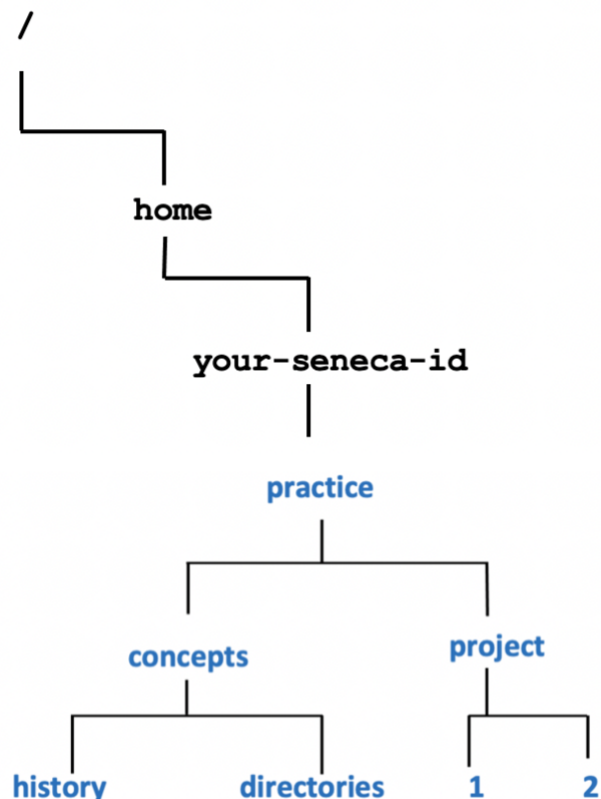 /
home
your-seneca-id
practice
concepts
project
history
directories
1
2